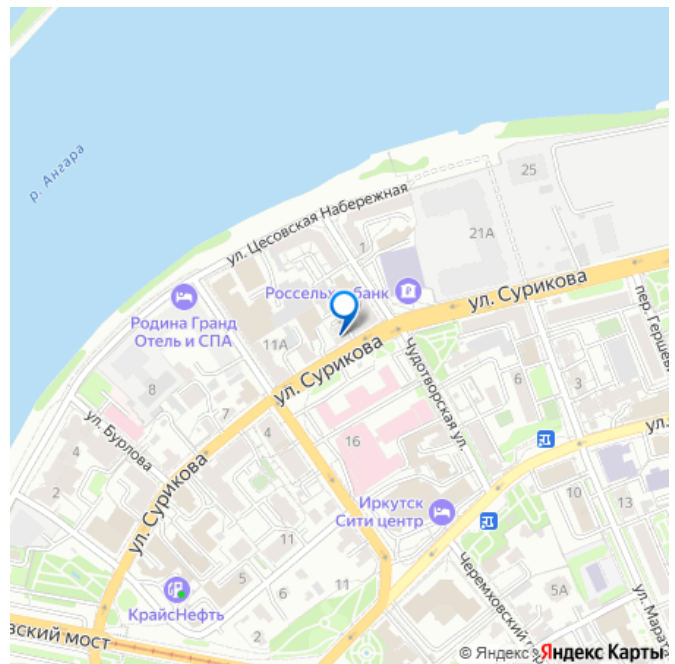 р. Ангара
ул. Цесовская Набережная
1
25
21А
Россельхозбанк
ул. Сурикова
Родина Гранд
Отель и СПА
11А
ул. Сурикова
Чудотворская ул.
8
7
4
6
3
ул. Бурлова
4
2
16
ул.
10
13
Иркутск
Сити центр
ул. Сурикова
11
5
6
11
КрайсНефть
2
5А
Черемховский
ул. Марата
вский мост
© Яндекс Яндекс Карты